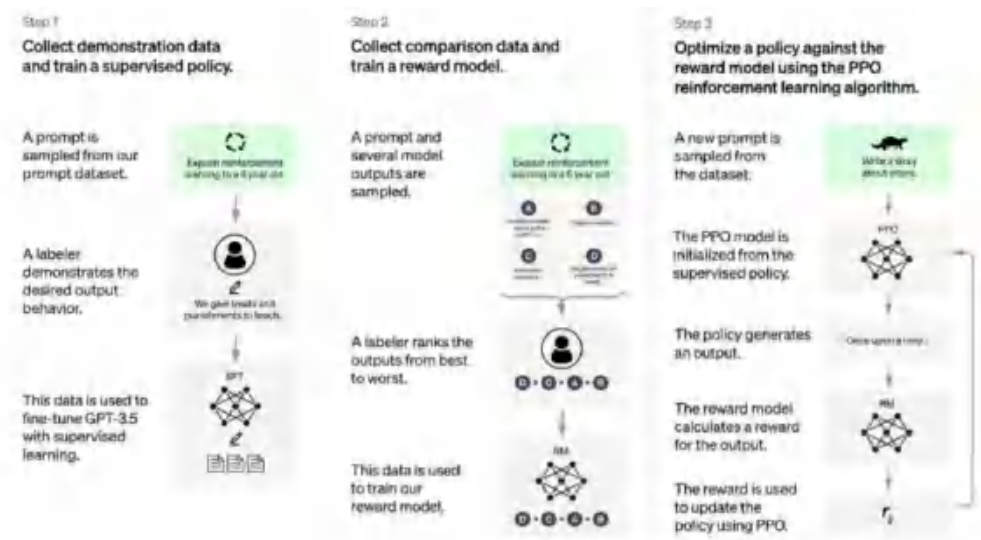 Step 1
Collect demonstration data
and train a supervised policy.
A prompt is
sampled from our
prompt dataset.
Explain reinforcement
learning to a 6 year old.
A labeler
demonstrates the
desired output
behavior.
We give treats and
punishments to teach.
This data is used to
fine-tune GPT-3.5
with supervised
learning.
SFT
Step 2
Collect comparison data and
train a reward model.
A prompt and
several model
outputs are
sampled.
Explain reinforcement
learning to a 6 year old.
A
B
C
D
A labeler ranks the
outputs from best
to worst.
This data is used
to train our
reward model.
RM
Step 3
Optimize a policy against the
reward model using the PPO
reinforcement learning algorithm.
A new prompt is
sampled from
the dataset.
Write a story
about otters.
The PPO model is
initialized from the
supervised policy.
PPO
The policy generates
an output.
Once upon a time...
The reward model
calculates a reward
for the output.
RM
The reward is used
to update the
policy using PPO.